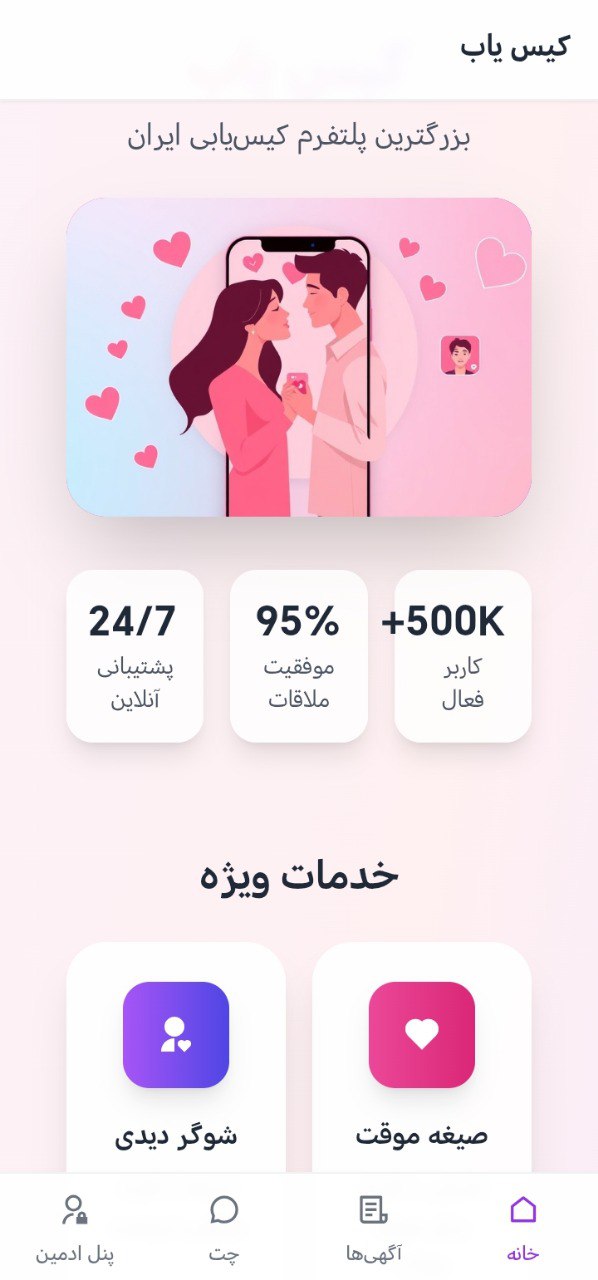 کیس یاب
بزرگترین پلتفرم کیس‌یابی ایران
+500K
کاربر
فعال
95%
موفقیت
ملاقات
24/7
پشتیبانی
آنلاین
خدمات ویژه
صیغه موقت
شوگر دیدی
خانه
آگهی‌ها
چت
پنل ادمین